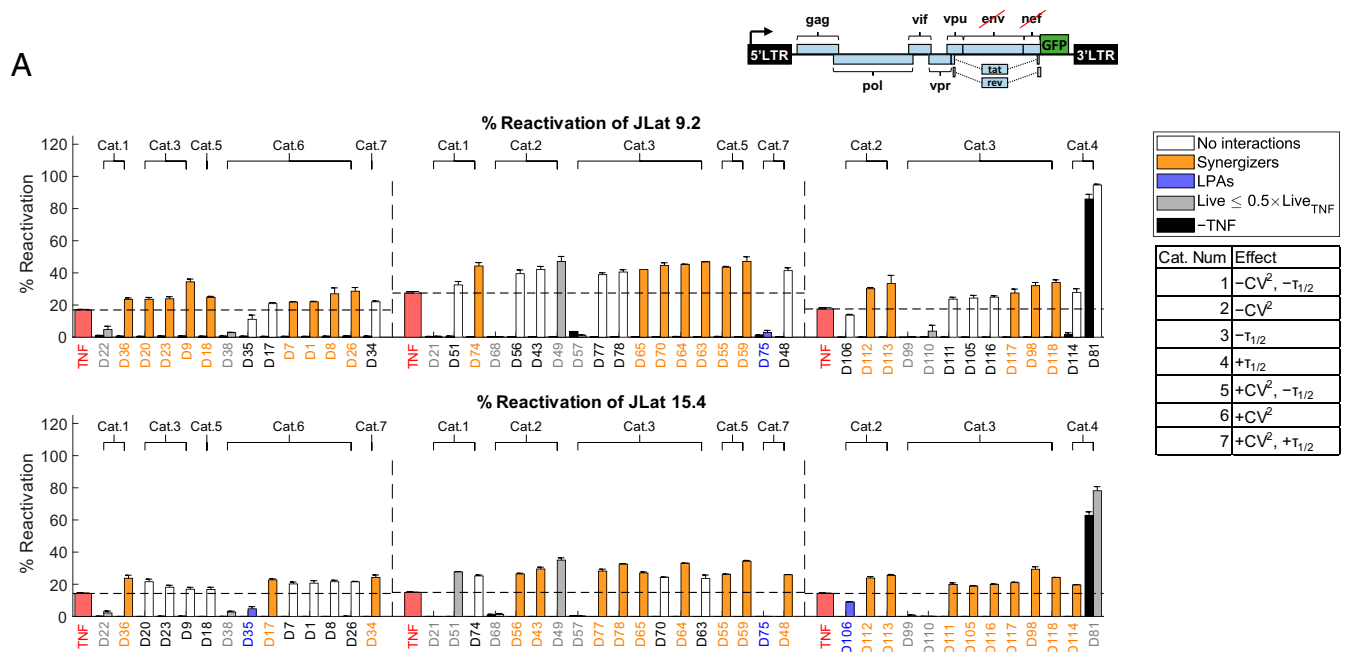 A
gag
vif
vpu
env
nef
5'LTR
GFP
3'LTR
pol
vpr
tat
rev
% Reactivation of JLat 9.2
% Reactivation
120
100
80
60
40
20
0
Cat.1 Cat.3 Cat.5 Cat.6 Cat.7
Cat.1 Cat.2 Cat.3 Cat.5 Cat.7
Cat.2 Cat.3 Cat.4
TNF D22 D36 D20 D23 D9 D18 D38 D35 D17 D7 D1 D8 D26 D34
TNF D21 D51 D74 D68 D56 D43 D49 D57 D77 D78 D65 D70 D64 D63 D55 D59 D75 D48
TNF D106 D112 D113 D99 D110 D111 D105 D116 D117 D98 D118 D114 D81
No interactions
Synergizers
LPAs
Live ≤ 0.5×Live_TNF
−TNF
Cat. Num Effect
1 −CV², −τ1/2
2 −CV²
3 −τ1/2
4 +τ1/2
5 +CV², −τ1/2
6 +CV²
7 +CV², +τ1/2
% Reactivation of JLat 15.4
% Reactivation
120
100
80
60
40
20
0
Cat.1 Cat.3 Cat.5 Cat.6 Cat.7
Cat.1 Cat.2 Cat.3 Cat.5 Cat.7
Cat.2 Cat.3 Cat.4
TNF D22 D36 D20 D23 D9 D18 D38 D35 D17 D7 D1 D8 D26 D34
TNF D21 D51 D74 D68 D56 D43 D49 D57 D77 D78 D65 D70 D64 D63 D55 D59 D75 D48
TNF D106 D112 D113 D99 D110 D111 D105 D116 D117 D98 D118 D114 D81